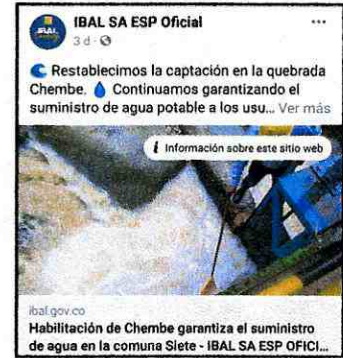 IBAL SA ESP Oficial
3 d ·
Restablecimos la captación en la quebrada
Chembe. Continuamos garantizando el
suministro de agua potable a los usu... Ver más
i Información sobre este sitio web
ibal.gov.co
Habilitación de Chembe garantiza el suministro
de agua en la comuna Siete - IBAL SA ESP OFICI...